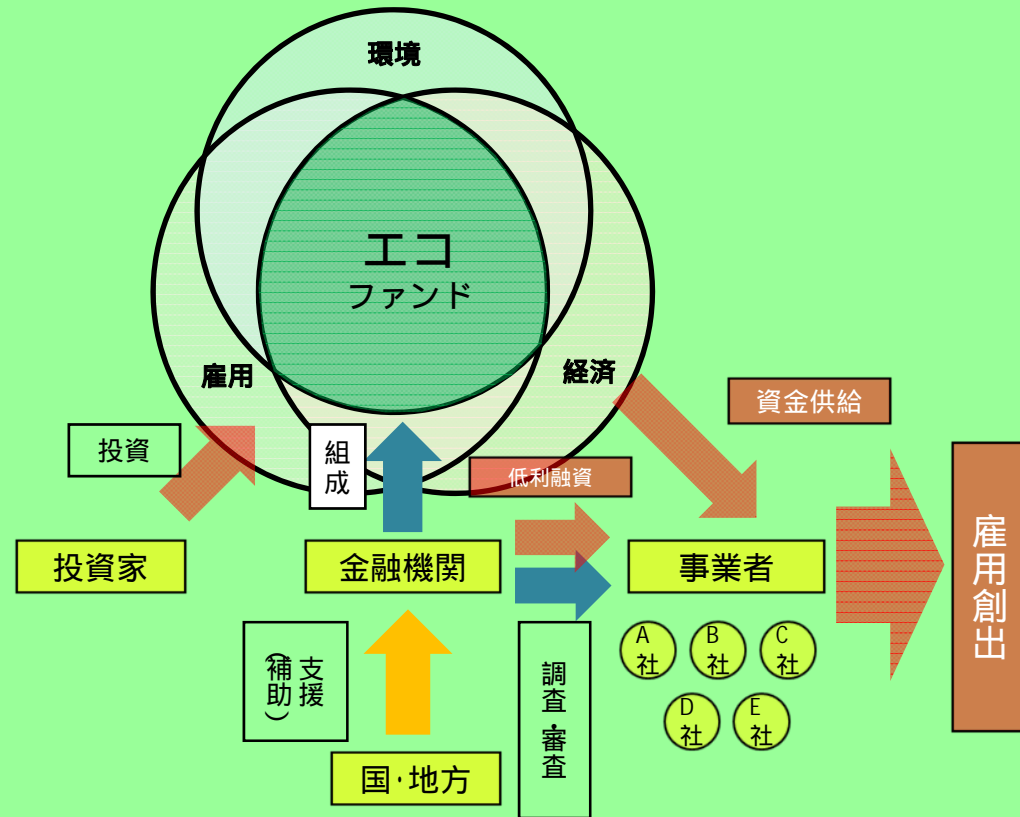 環境
エコ
ファンド
雇用
経済
資金供給
投資
組成
低利融資
投資家
金融機関
事業者
雇用創出
支援
(補助)
調査・審査
A社
B社
C社
D社
E社
国・地方